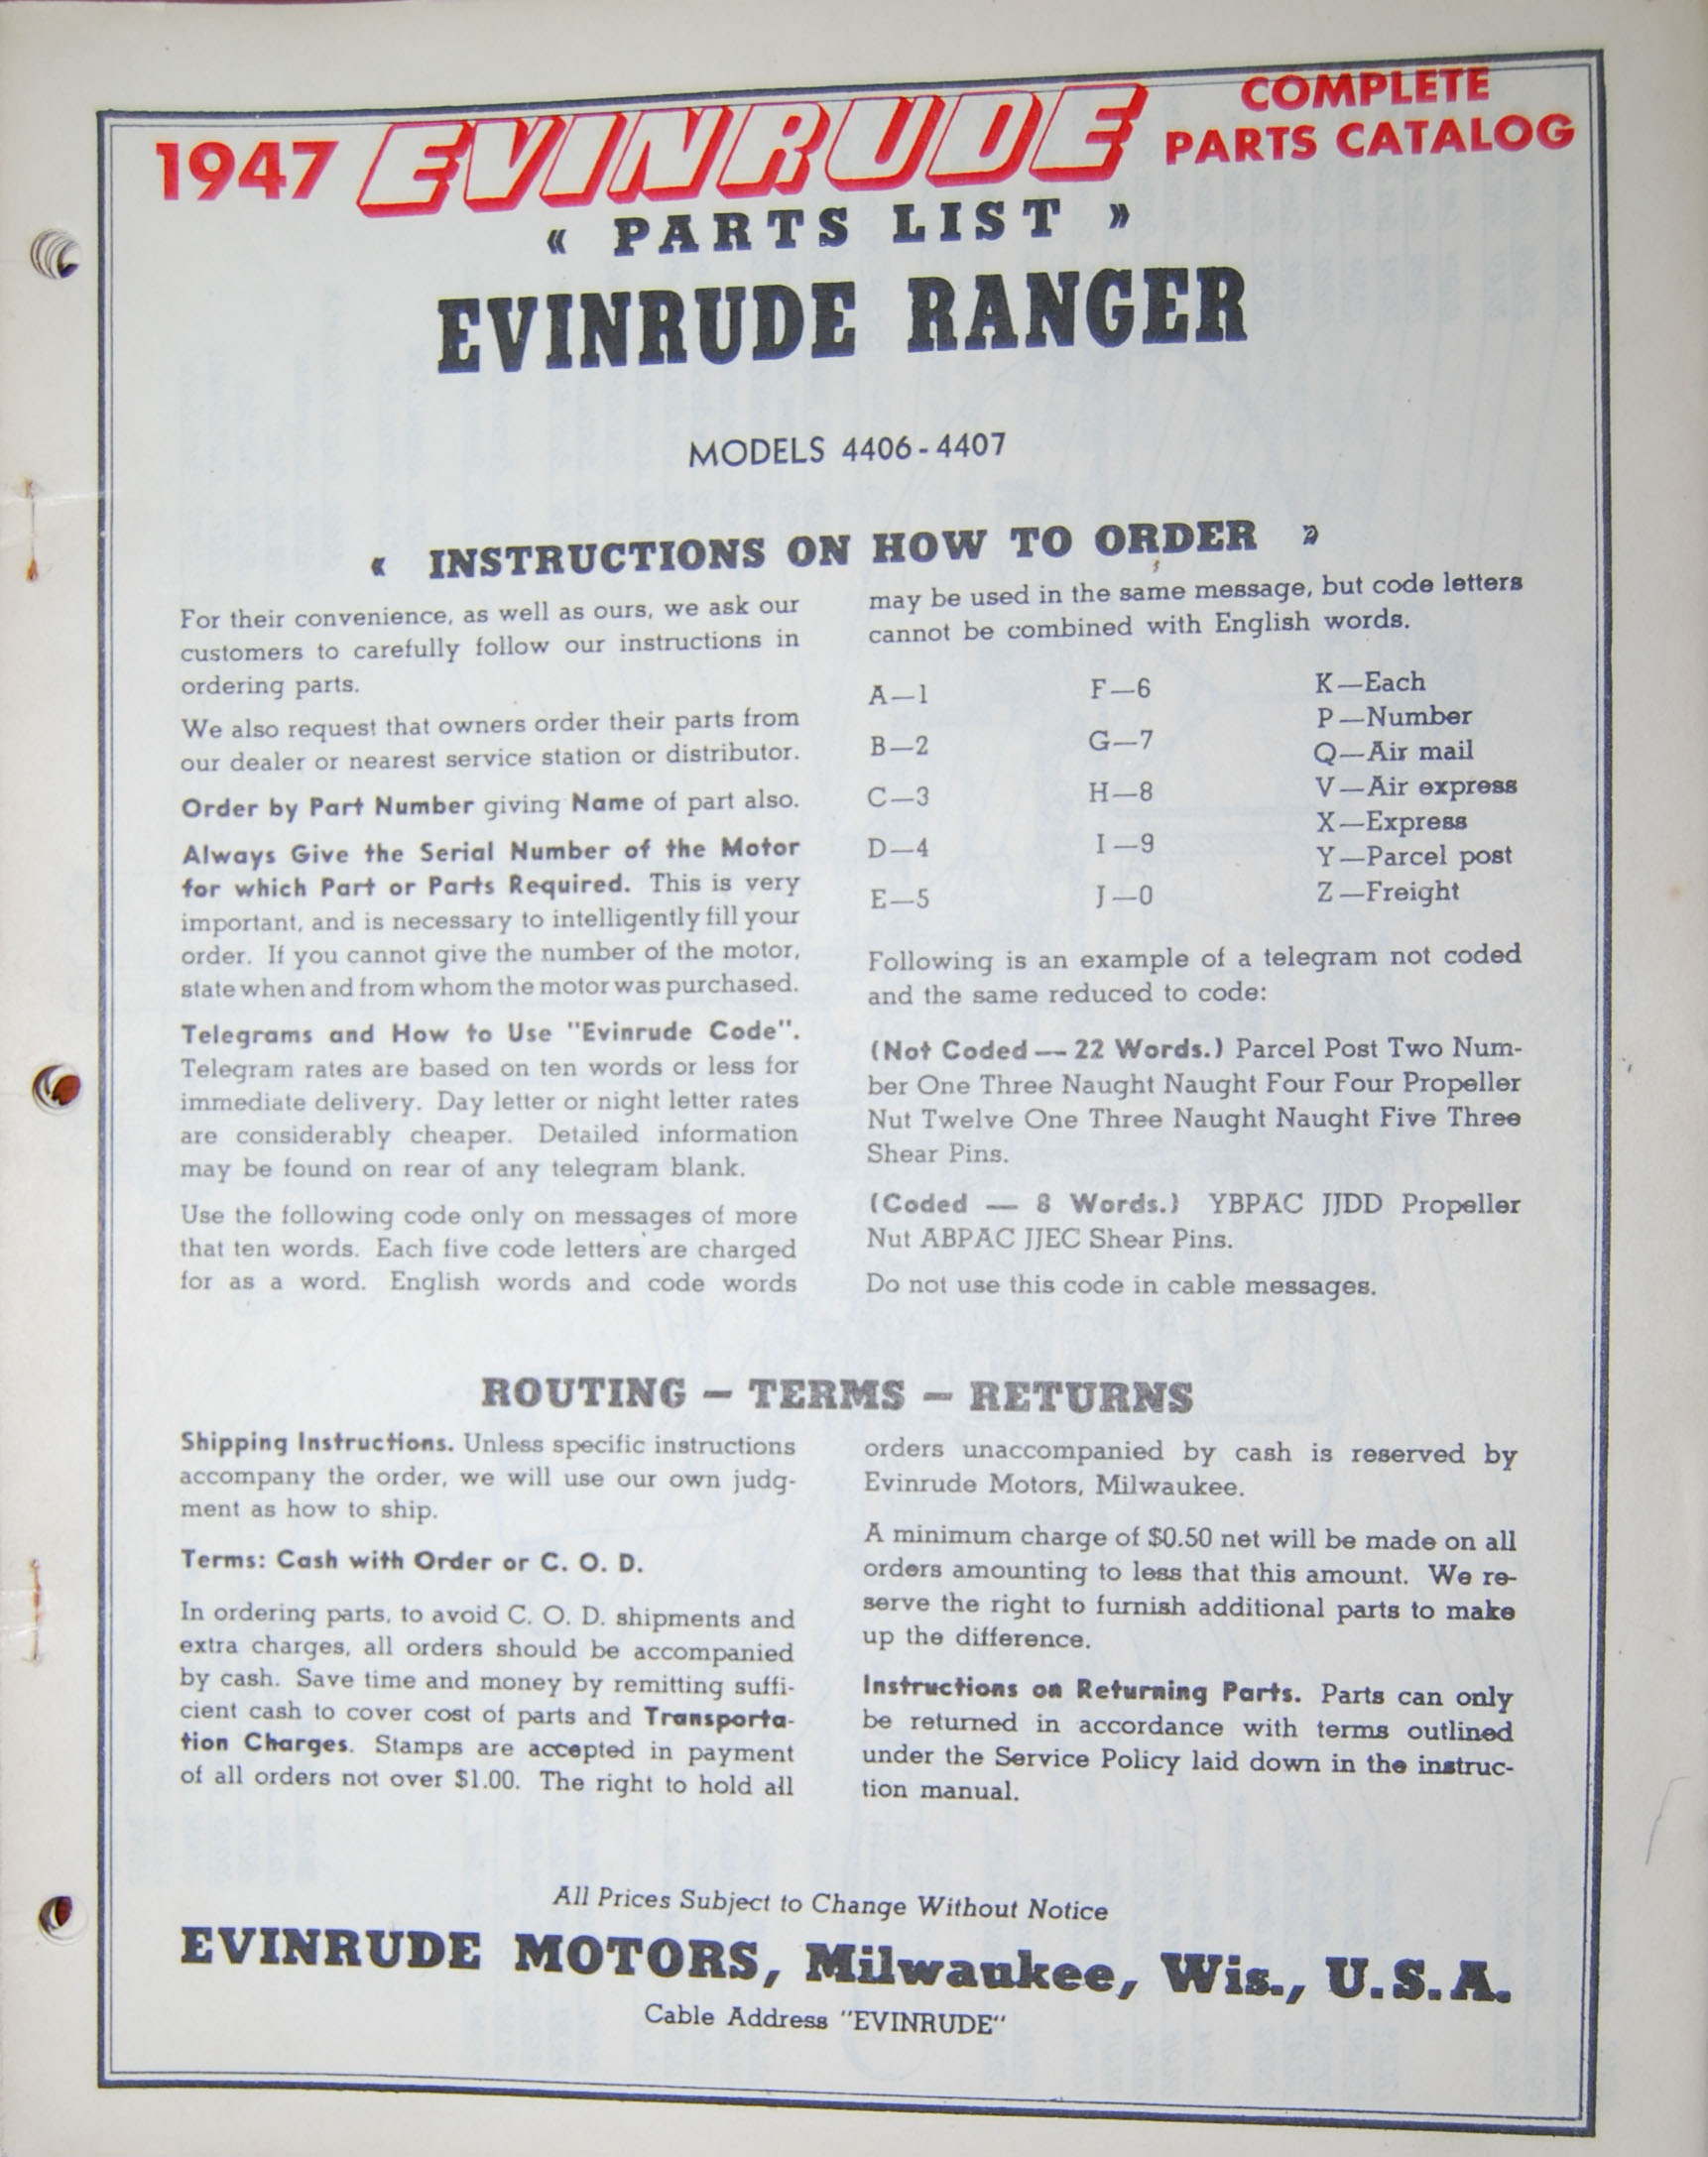 1947 EVINRUDE COMPLETE
PARTS CATALOG
« PARTS LIST »
EVINRUDE RANGER
MODELS 4406-4407
« INSTRUCTIONS ON HOW TO ORDER »
For their convenience, as well as ours, we ask our
customers to carefully follow our instructions in
ordering parts.
We also request that owners order their parts from
our dealer or nearest service station or distributor.
Order by Part Number giving Name of part also.
Always Give the Serial Number of the Motor
for which Part or Parts Required. This is very
important, and is necessary to intelligently fill your
order. If you cannot give the number of the motor,
state when and from whom the motor was purchased.
Telegrams and How to Use "Evinrude Code".
Telegram rates are based on ten words or less for
immediate delivery. Day letter or night letter rates
are considerably cheaper. Detailed information
may be found on rear of any telegram blank.
Use the following code only on messages of more
that ten words. Each five code letters are charged
for as a word. English words and code words
may be used in the same message, but code letters
cannot be combined with English words.
A—1
B—2
C—3
D—4
E—5
F—6
G—7
H—8
I—9
J—0
K—Each
P—Number
Q—Air mail
V—Air express
X—Express
Y—Parcel post
Z—Freight
Following is an example of a telegram not coded
and the same reduced to code:
(Not Coded — 22 Words.) Parcel Post Two Num-
ber One Three Naught Naught Four Four Propeller
Nut Twelve One Three Naught Naught Five Three
Shear Pins.
(Coded — 8 Words.) YBPAC JJDD Propeller
Nut ABPAC JJEC Shear Pins.
Do not use this code in cable messages.
ROUTING — TERMS — RETURNS
Shipping Instructions. Unless specific instructions
accompany the order, we will use our own judg-
ment as how to ship.
Terms: Cash with Order or C. O. D.
In ordering parts, to avoid C. O. D. shipments and
extra charges, all orders should be accompanied
by cash. Save time and money by remitting suffi-
cient cash to cover cost of parts and Transporta-
tion Charges. Stamps are accepted in payment
of all orders not over $1.00. The right to hold all
orders unaccompanied by cash is reserved by
Evinrude Motors, Milwaukee.
A minimum charge of $0.50 net will be made on all
orders amounting to less that this amount. We re-
serve the right to furnish additional parts to make
up the difference.
Instructions on Returning Parts. Parts can only
be returned in accordance with terms outlined
under the Service Policy laid down in the instruc-
tion manual.
All Prices Subject to Change Without Notice
EVINRUDE MOTORS, Milwaukee, Wis., U.S.A.
Cable Address "EVINRUDE"